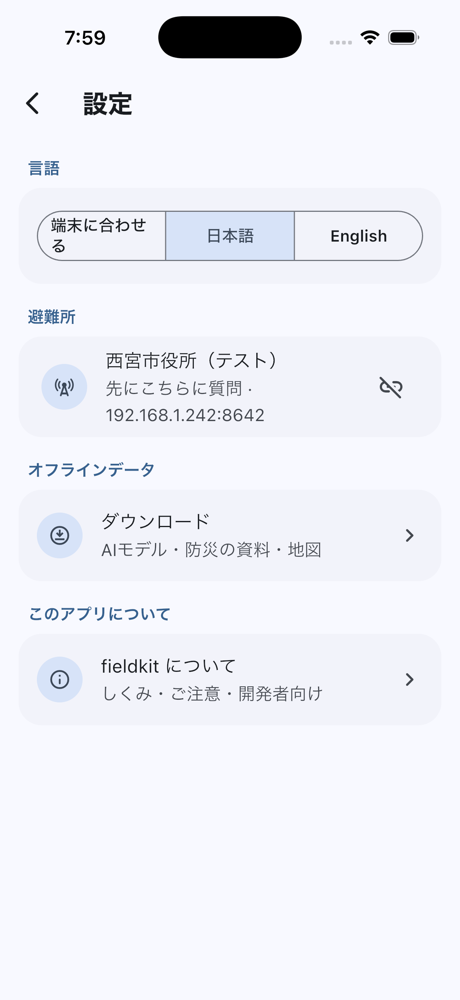 7:59
設定
言語
端末に合わせ
る
日本語
English
避難所
西宮市役所（テスト）
先にこちらに質問 ·
192.168.1.242:8642
オフラインデータ
ダウンロード
AIモデル・防災の資料・地図
このアプリについて
fieldkit について
しくみ・ご注意・開発者向け